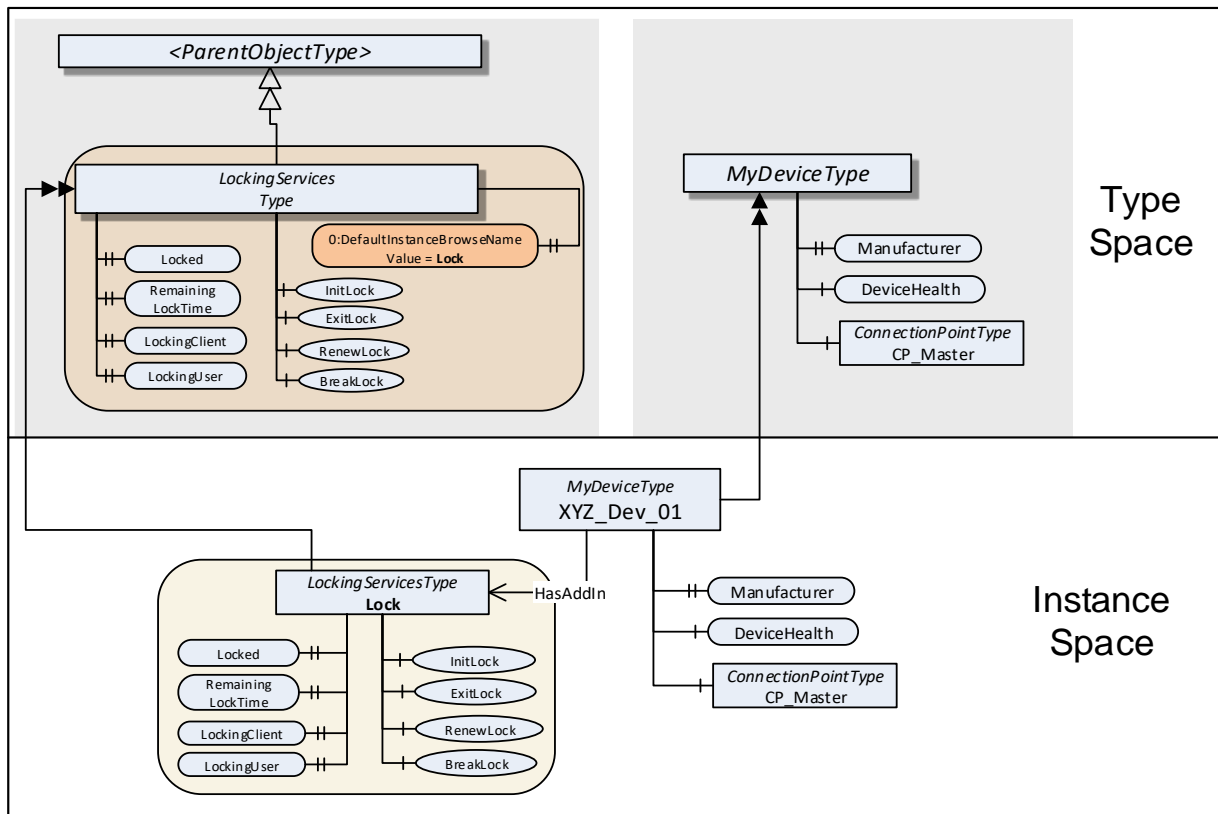 <ParentObjectType>
LockingServices
Type
0:DefaultInstanceBrowseName
Value = Lock
Locked
Remaining
LockTime
LockingClient
LockingUser
InitLock
ExitLock
RenewLock
BreakLock
MyDeviceType
Manufacturer
DeviceHealth
ConnectionPointType
CP_Master
Type
Space
MyDeviceType
XYZ_Dev_01
HasAddIn
LockingServicesType
Lock
Locked
Remaining
LockTime
LockingClient
LockingUser
InitLock
ExitLock
RenewLock
BreakLock
Manufacturer
DeviceHealth
ConnectionPointType
CP_Master
Instance
Space